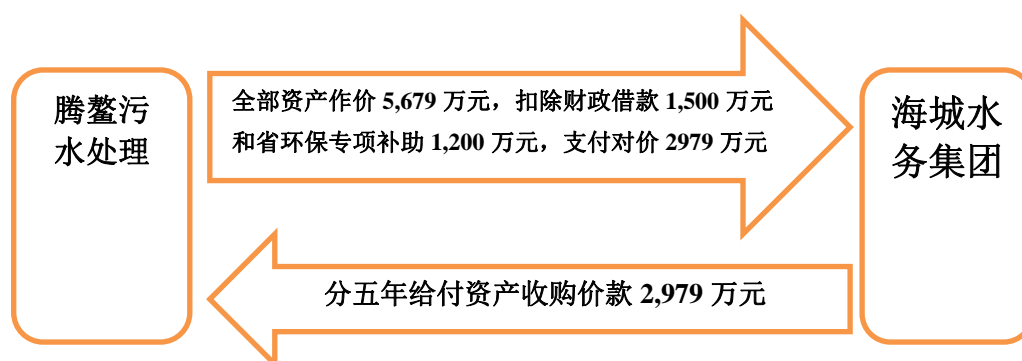 腾鳌污
水处理
全部资产作价 5,679 万元，扣除财政借款 1,500 万元
和省环保专项补助 1,200 万元，支付对价 2979 万元
海城水
务集团
分五年给付资产收购价款 2,979 万元